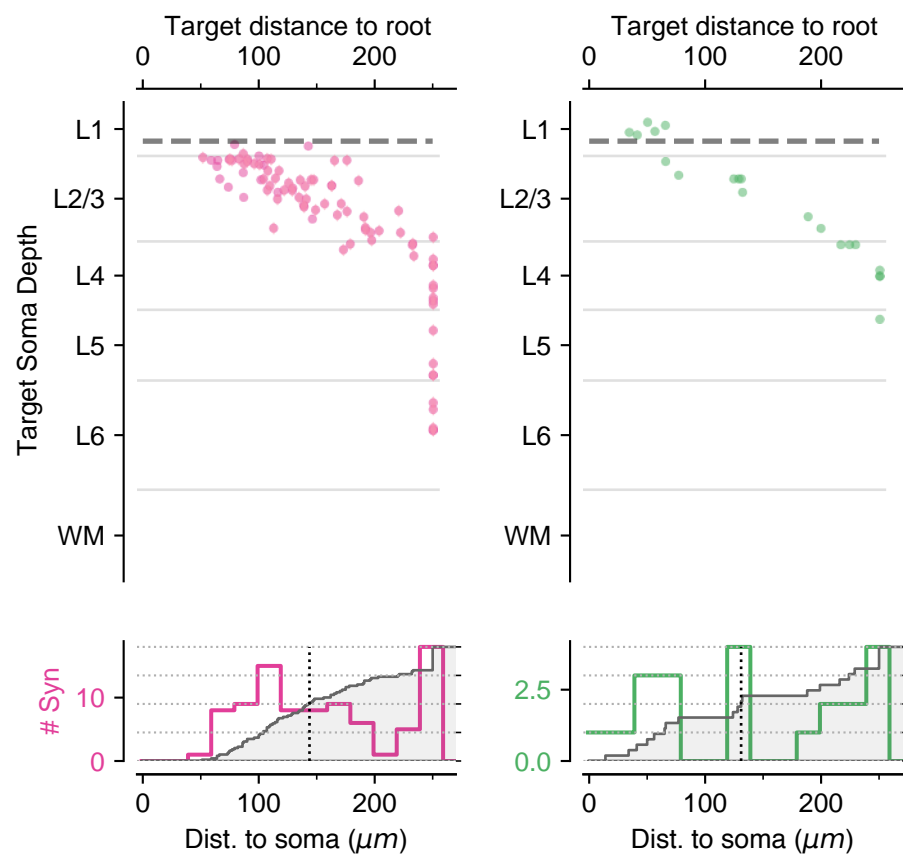 Target distance to root
Target distance to root
0 100 200
0 100 200
Target Soma Depth
L1
L2/3
L4
L5
L6
WM
L1
L2/3
L4
L5
L6
WM
# Syn
10
0
2.5
0.0
0 100 200
0 100 200
Dist. to soma (μm)
Dist. to soma (μm)